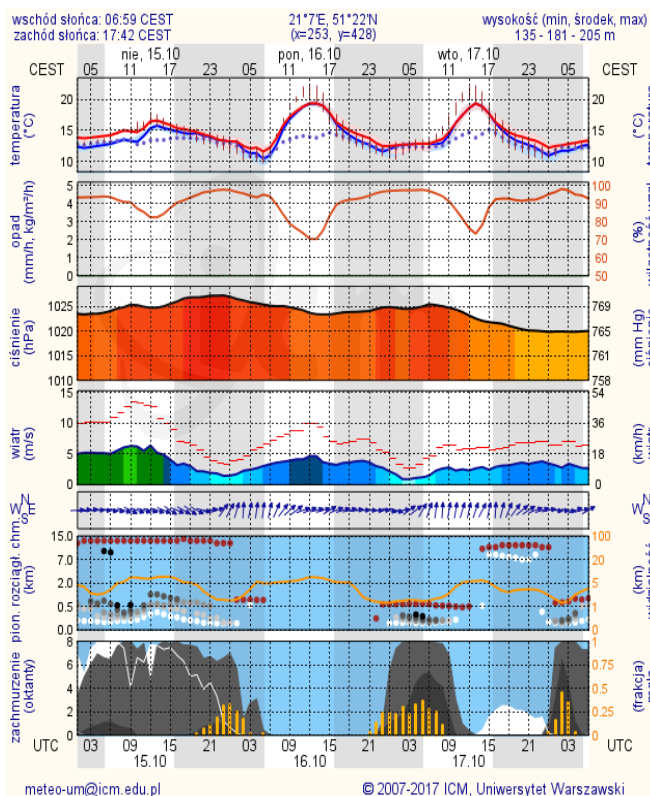 wschód słońca: 06:59 CEST 21°7'E, 51°22'N wysokość (min, środek, max)
zachód słońca: 17:42 CEST (x=253, y=428) 135 - 181 - 205 m
nie, 15.10 pon, 16.10 wto, 17.10
CEST 05 11 17 23 05 11 17 23 05 11 17 23 05 CEST
temperatura
(°C)
20
15
10
20
15
10
(°C)
opad
(mm/h, kg/m²/h)
5
4
3
2
1
0
100
90
80
70
60
50
(%)
ciśnienie
(hPa)
1025
1020
1015
1010
769
765
761
758
(mm Hg)
ciśnienie
wiatr
(m/s)
15
10
5
0
54
36
18
0
(km/h)
wiatr
N
W E
S
N
W E
S
pion. rozciągł. chm.
(km)
15.0
7.0
2.0
0.5
0.0
100
20
5
1
0
(km)
zachmurzenie
(oktanty)
8
6
4
2
0
1
0.75
0.5
0.25
0
(frakcja)
UTC 03 09 15 21 03 09 15 21 03 09 15 21 03 UTC
15.10 16.10 17.10
meteo-um@icm.edu.pl © 2007-2017 ICM, Uniwersytet Warszawski